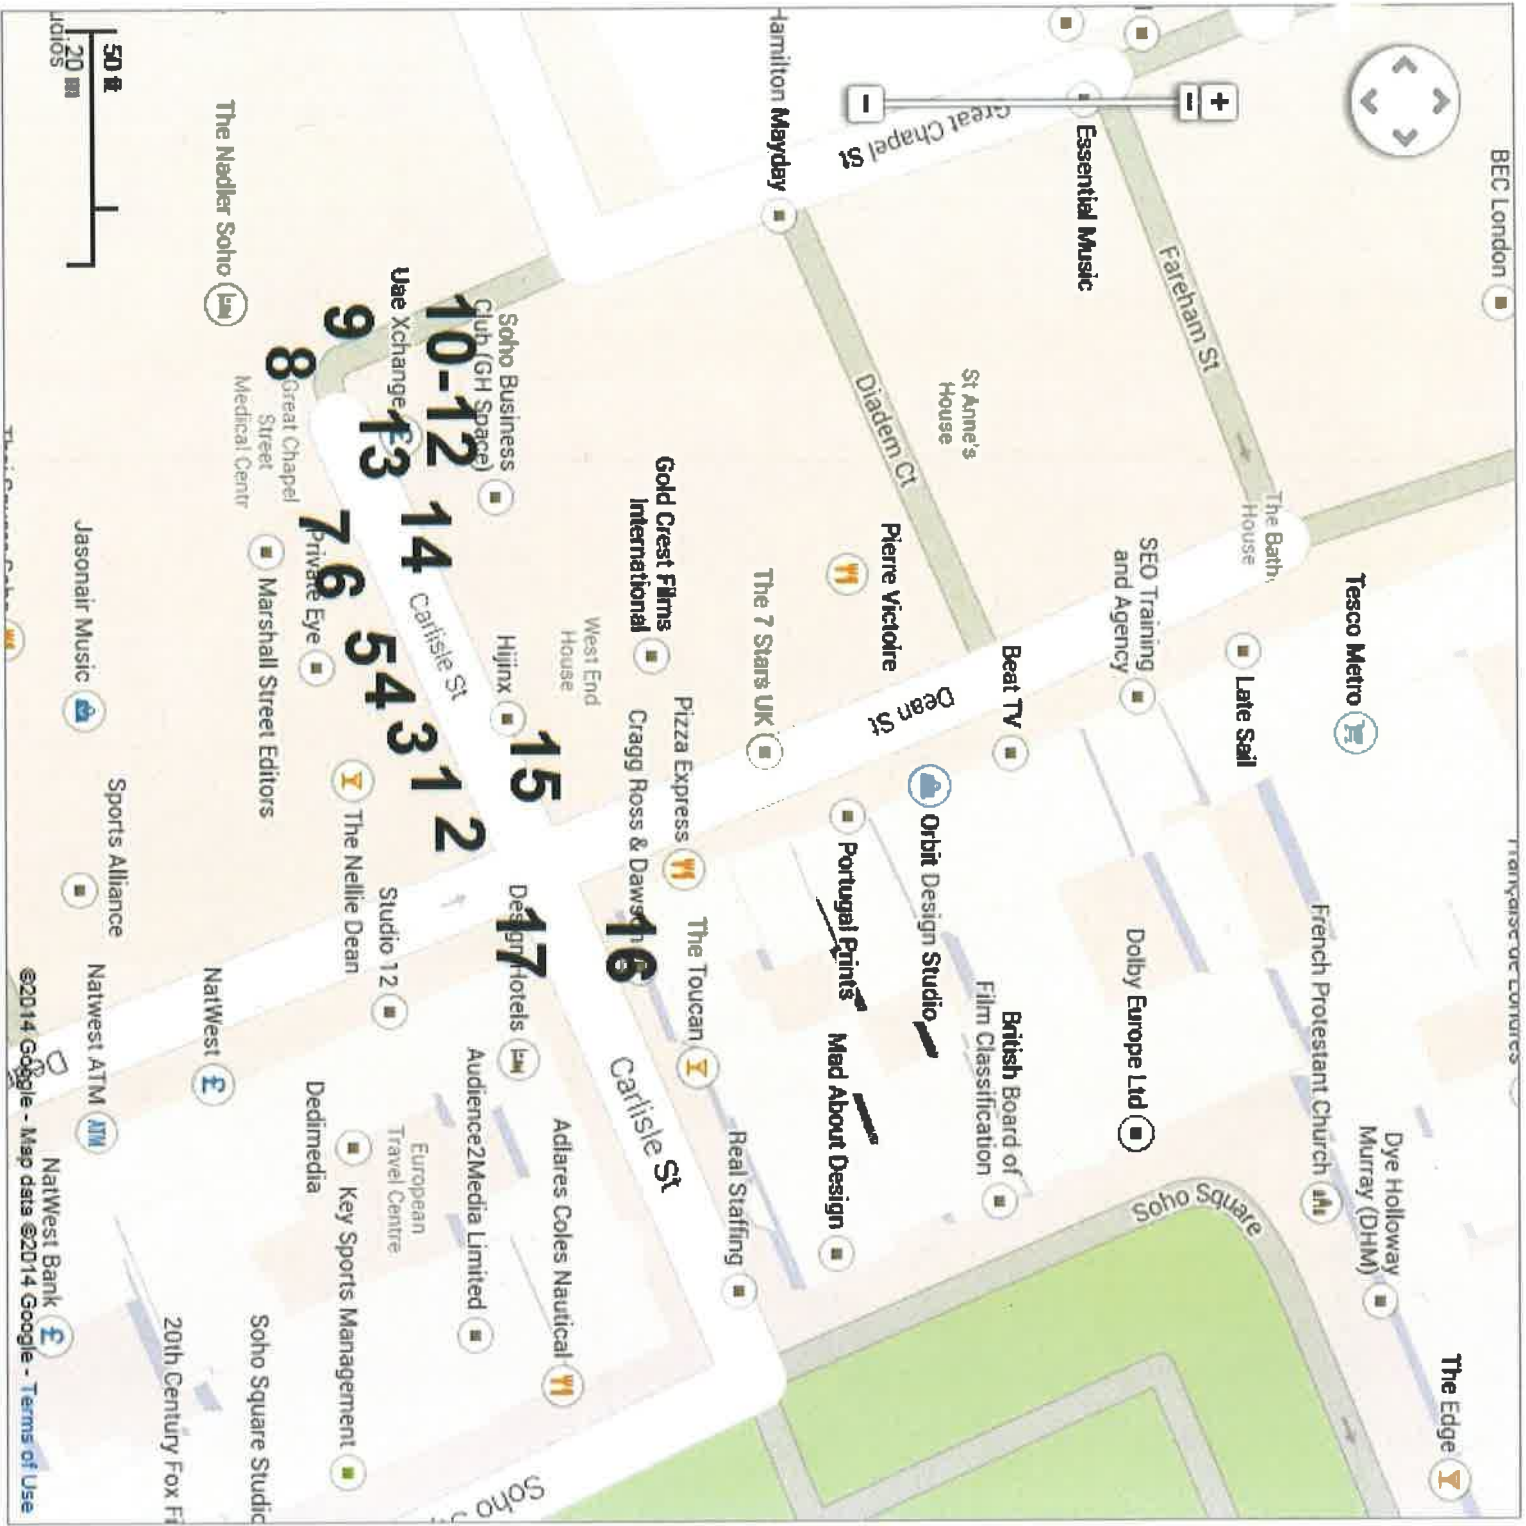 BEC London
Française de Londres
The Edge
Dye Holloway
Murray (DHM)
French Protestant Church
Tesco Metro
The Bath
House
Fareham St
Late Sail
SEO Training
and Agency
Dolby Europe Ltd
Soho Square
Essential Music
Great Chapel St
St Anne's
House
Beat TV
British Board of
Film Classification
Orbit Design Studio
Dean St
Diadem Ct
Pierre Victoire
Portugal Prints
Mad About Design
Hamilton Mayday
The 7 Stars UK
Real Staffing
The Toucan
Pizza Express
Gold Crest Films
International
Cragg Ross & Dawson
16
Carlisle St
West End
House
Adlares Coles Nautical
15
Hijinx
17
Design Hotels
Soho Business
Club (GH Space)
10-12
Audience2Media Limited
Soho
Carlisle St
14
2
1
13
3
4
5
6
7
9
8
Uae Xchange
Studio 12
European
Travel Centre
The Nellie Dean
Key Sports Management
Dedimedia
Private Eye
Great Chapel
Street
Medical Centr
Marshall Street Editors
The Nadler Soho
NatWest
Soho Square Studio
20th Century Fox Fi
Sports Alliance
Jasonair Music
Natwest ATM
ATM
NatWest Bank
50 ft
20 m
©2014 Google - Map data ©2014 Google - Terms of Use